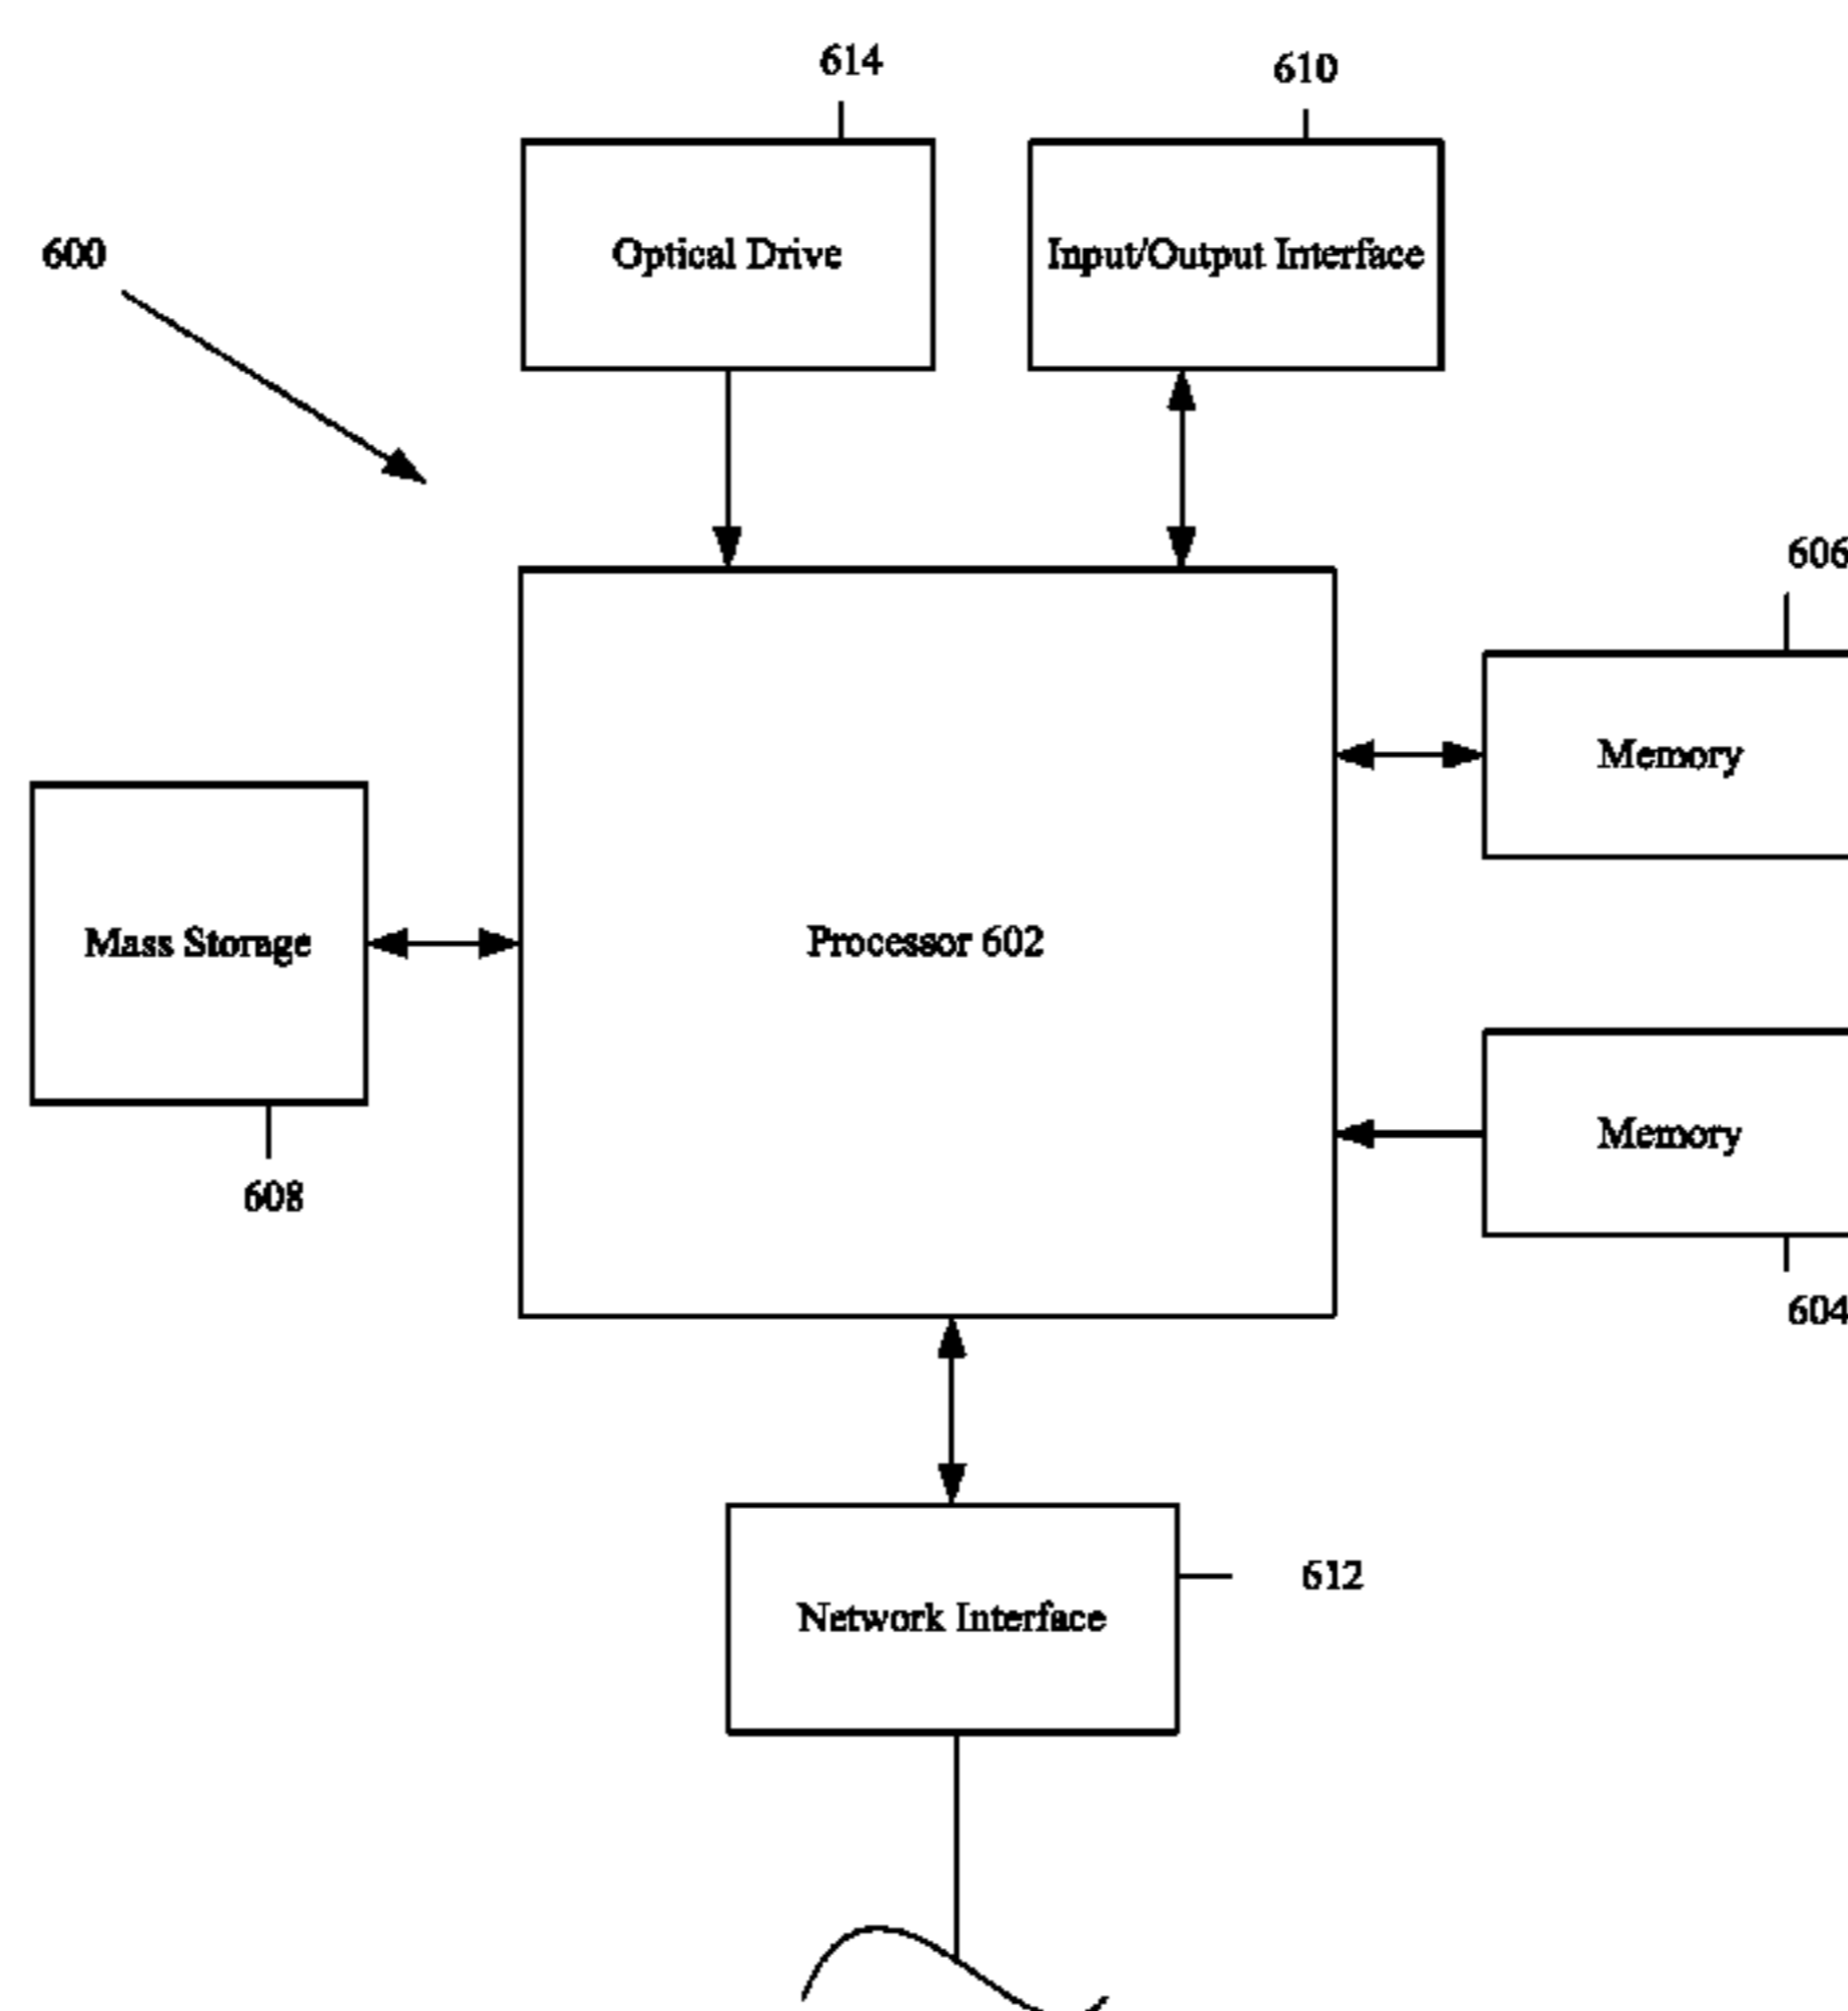 614
610
600
Optical Drive
Input/Output Interface
606
Memory
Mass Storage
Processor 602
Memory
608
604
612
Network Interface